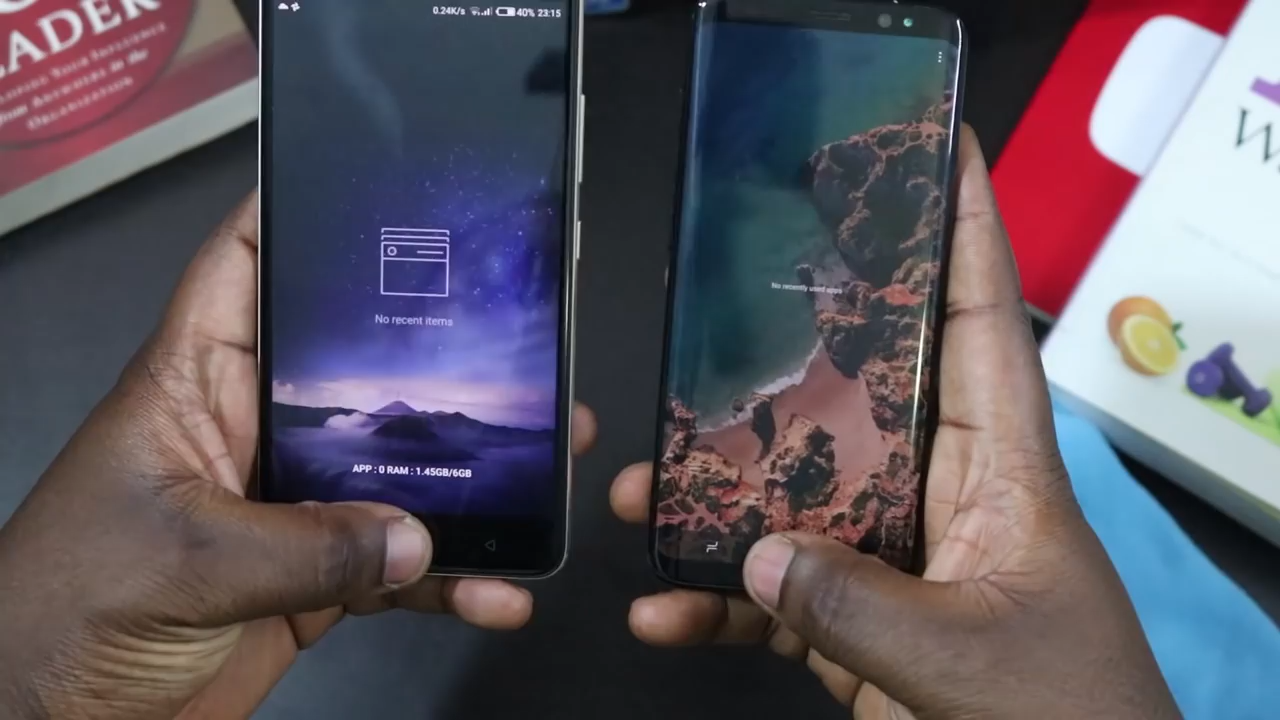 LEADER
Organization
0.24K/s 40% 23:15
No recent items
APP : 0 RAM : 1.45GB/6GB
No recently used apps
W